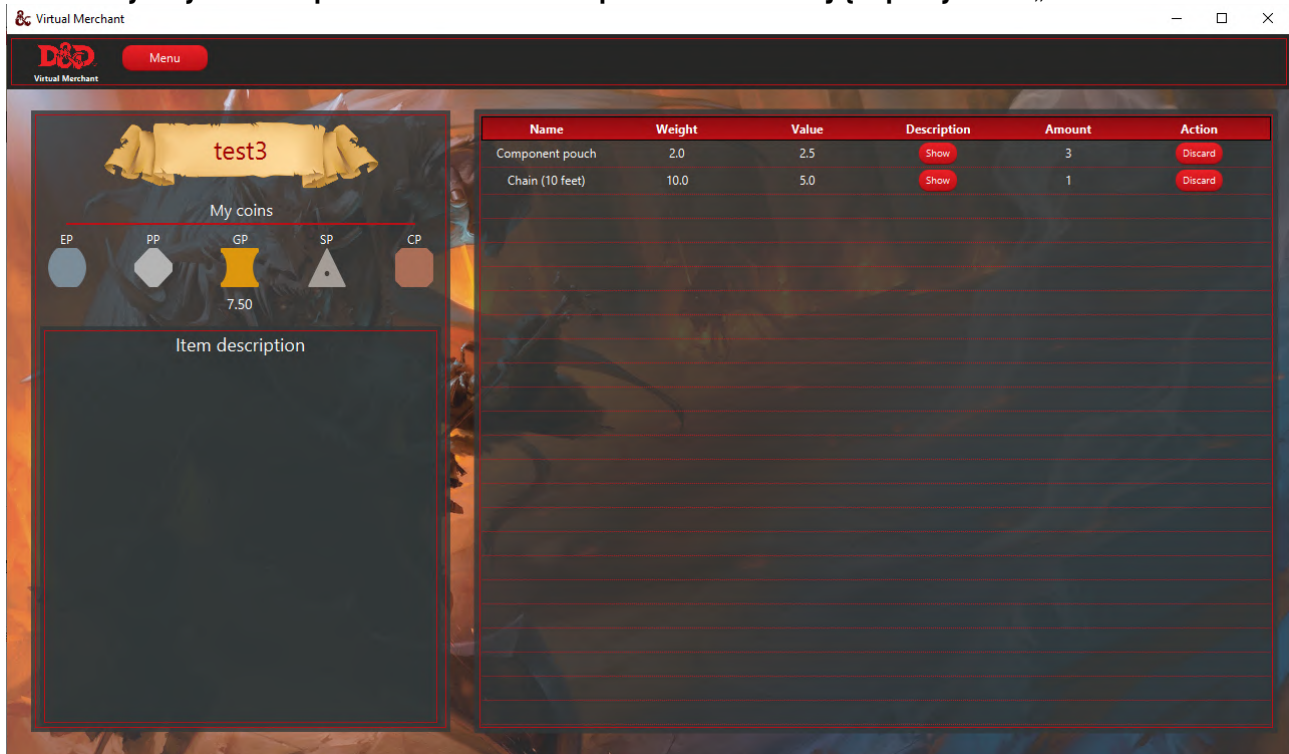 Virtual Merchant
D&D
Virtual Merchant
Menu
test3
My coins
EP PP GP SP CP
7.50
Item description
Name Weight Value Description Amount Action
Component pouch 2.0 2.5 Show 3 Discard
Chain (10 feet) 10.0 5.0 Show 1 Discard